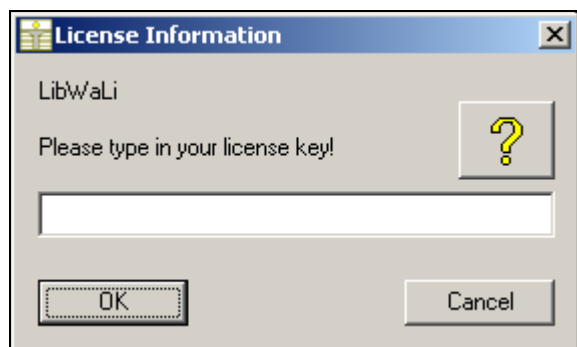 License Information
LibWaLi
Please type in your license key!
?
OK
Cancel